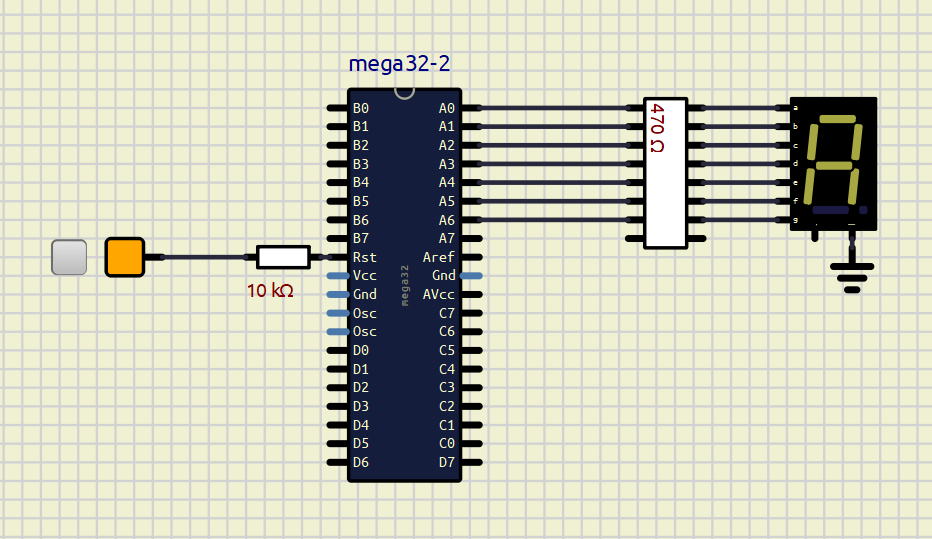 mega32-2
B0 A0
B1 A1
B2 A2
B3 A3
B4 A4
B5 A5
B6 A6
B7 A7
Rst Aref
Vcc Gnd
Gnd AVcc
Osc C7
Osc C6
D0 C5
D1 C4
D2 C3
D3 C2
D4 C1
D5 C0
D6 D7
mega32
10 kΩ
470 Ω
a
b
c
d
e
f
g